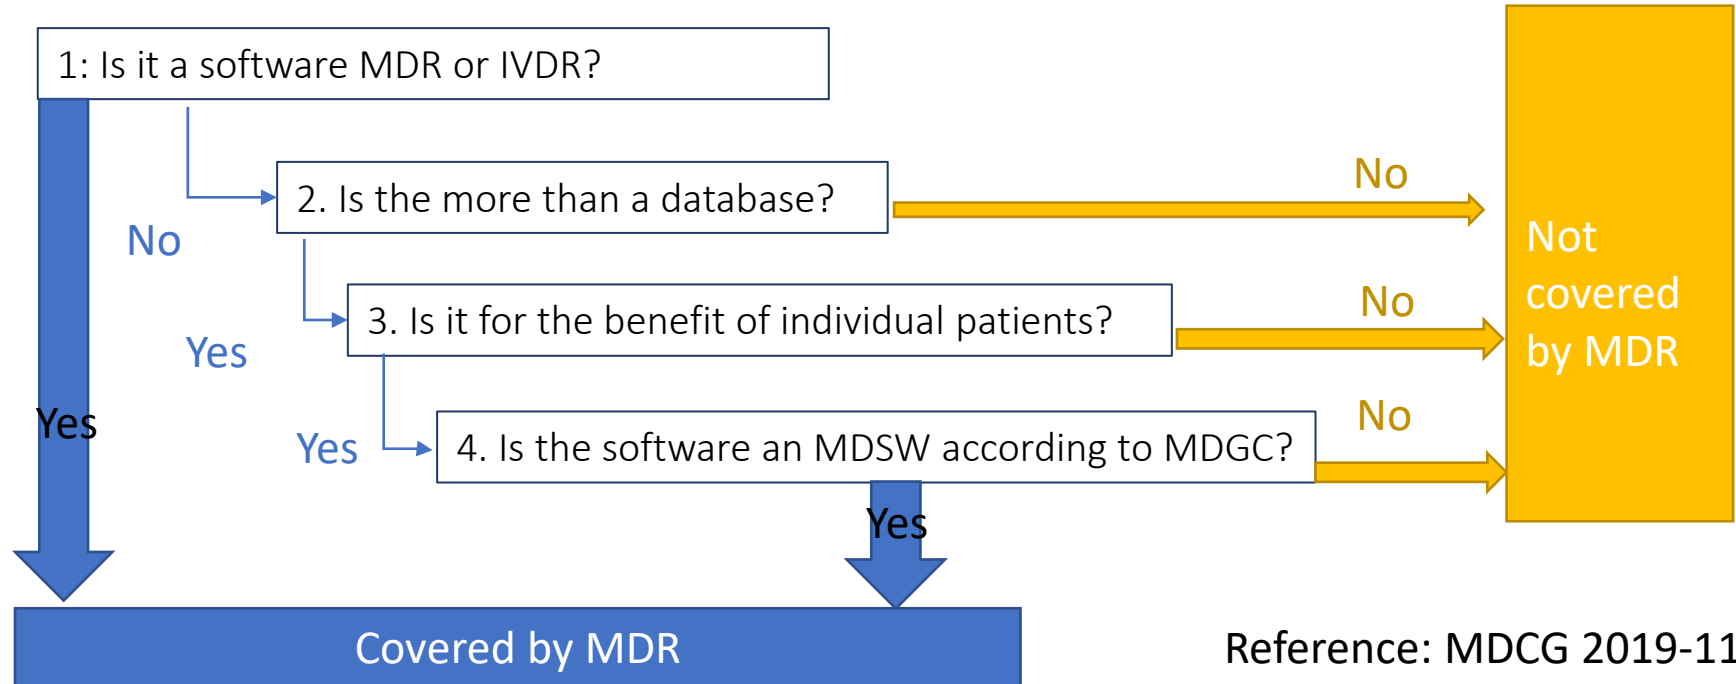 1: Is it a software MDR or IVDR?
2. Is the more than a database?
No
No
3. Is it for the benefit of individual patients?
No
Yes
4. Is the software an MDSW according to MDGC?
No
Yes
Yes
Yes
Not
covered
by MDR
Covered by MDR
Reference: MDCG 2019-11